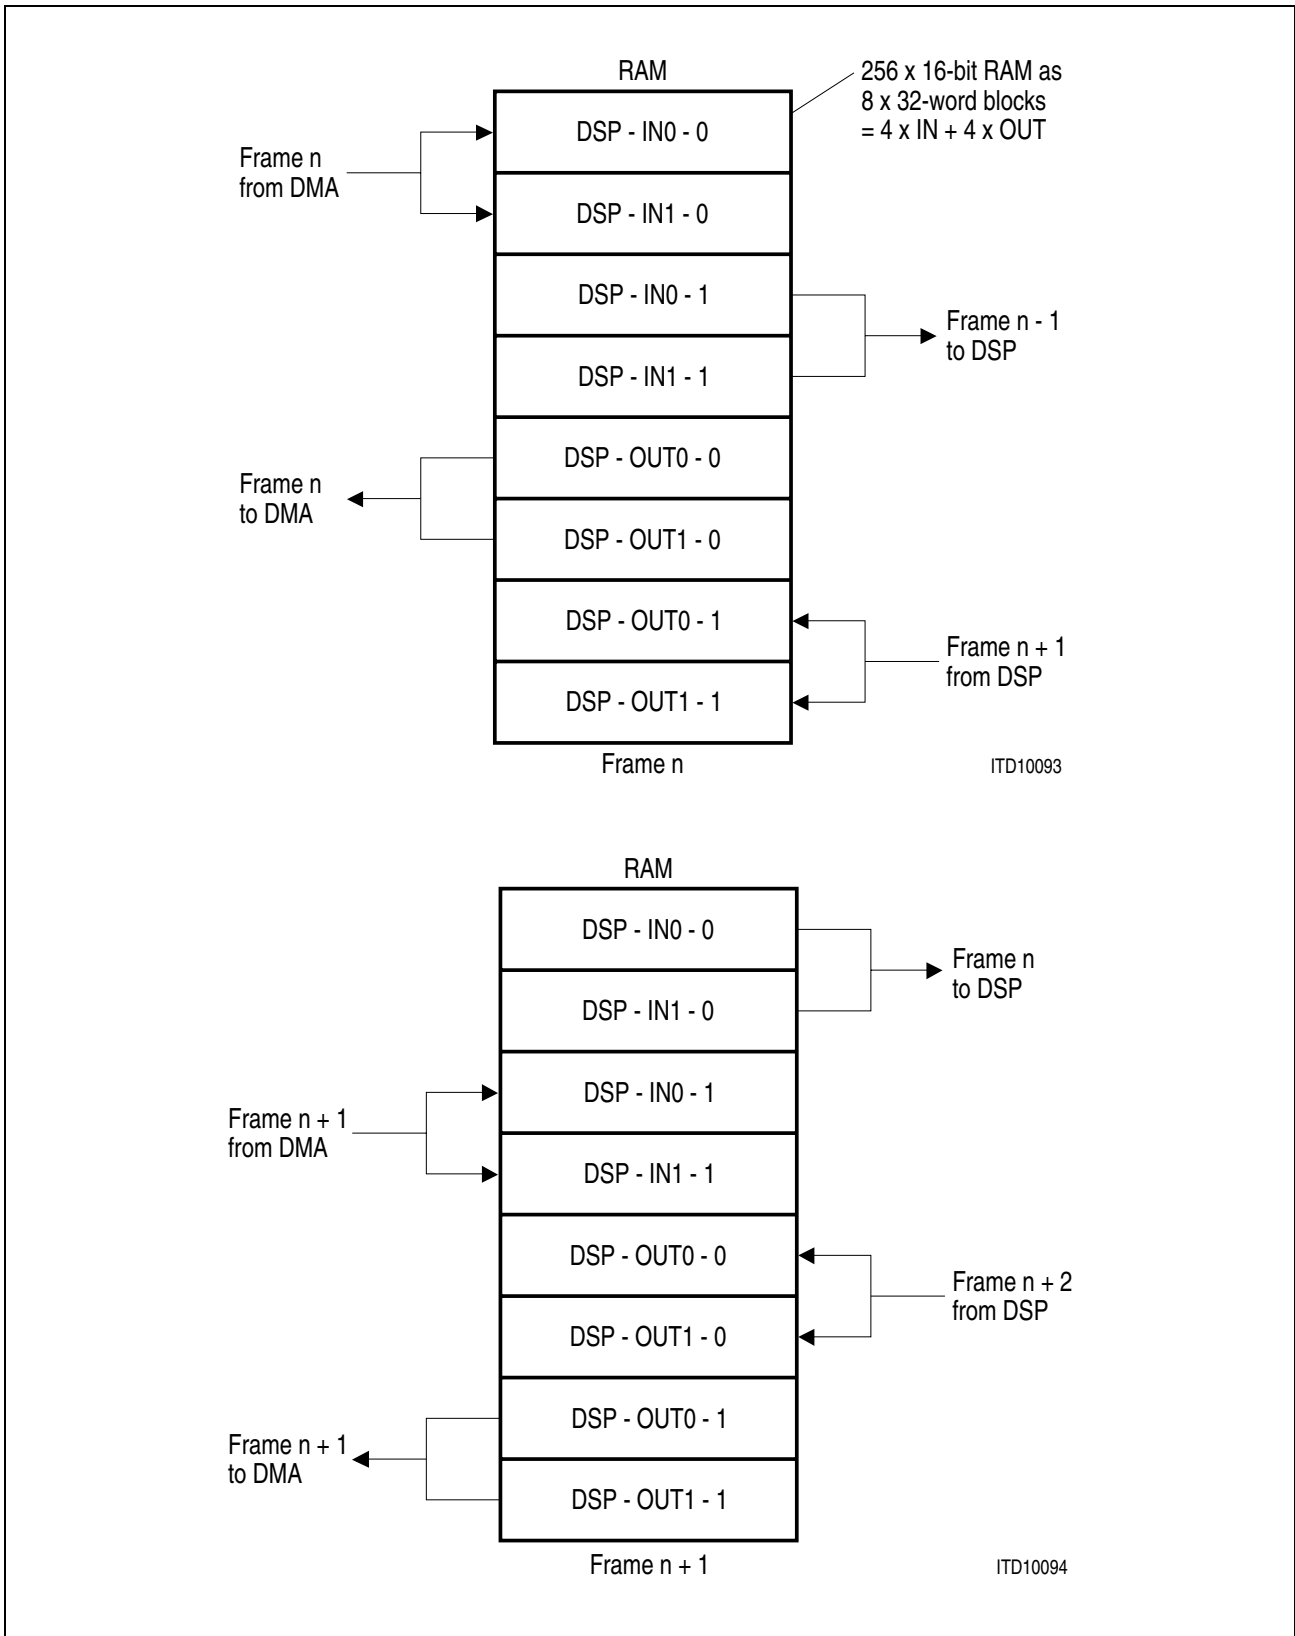 RAM
256 x 16-bit RAM as
8 x 32-word blocks
= 4 x IN + 4 x OUT
DSP - IN0 - 0
Frame n
from DMA
DSP - IN1 - 0
DSP - IN0 - 1
Frame n - 1
to DSP
DSP - IN1 - 1
DSP - OUT0 - 0
Frame n
to DMA
DSP - OUT1 - 0
DSP - OUT0 - 1
Frame n + 1
from DSP
DSP - OUT1 - 1
Frame n
ITD10093
RAM
DSP - IN0 - 0
Frame n
to DSP
DSP - IN1 - 0
DSP - IN0 - 1
Frame n + 1
from DMA
DSP - IN1 - 1
DSP - OUT0 - 0
Frame n + 2
from DSP
DSP - OUT1 - 0
DSP - OUT0 - 1
Frame n + 1
to DMA
DSP - OUT1 - 1
Frame n + 1
ITD10094